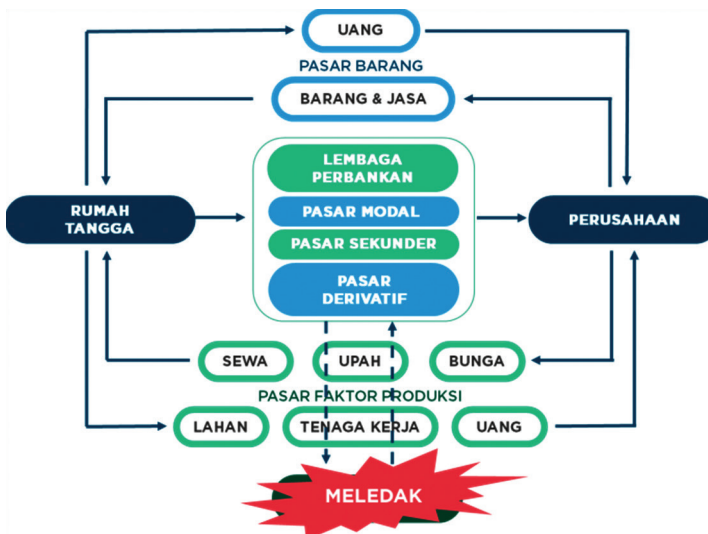 UANG
PASAR BARANG
BARANG & JASA
LEMBAGA
PERBANKAN
RUMAH
TANGGA
PASAR MODAL
PERUSAHAAN
PASAR SEKUNDER
PASAR
DERIVATIF
SEWA
UPAH
BUNGA
PASAR FAKTOR PRODUKSI
LAHAN
TENAGA KERJA
UANG
MELEDAK